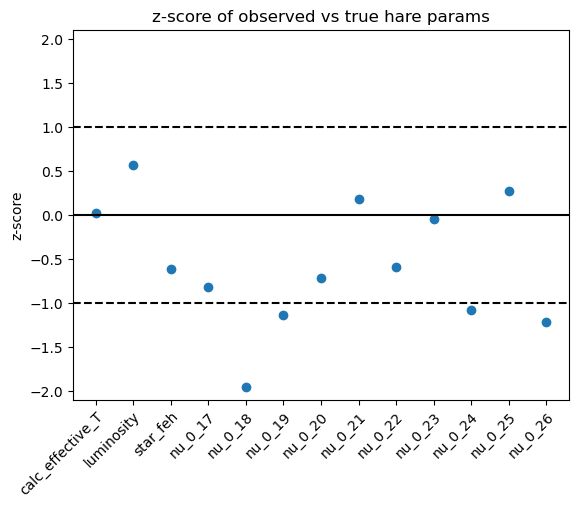 z-score of observed vs true hare params
2.0
1.5
1.0
0.5
0.0
−0.5
−1.0
−1.5
−2.0
z-score
calc_effective_T
luminosity
star_feh
nu_0_17
nu_0_18
nu_0_19
nu_0_20
nu_0_21
nu_0_22
nu_0_23
nu_0_24
nu_0_25
nu_0_26